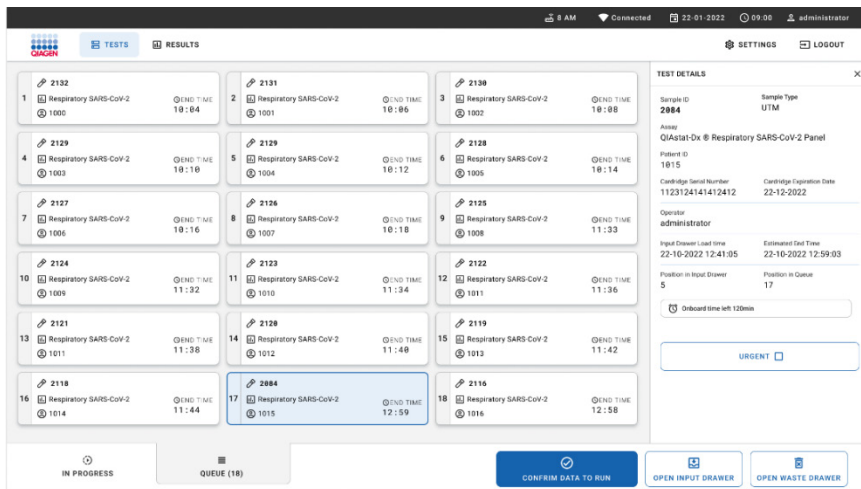 8 AM Connected 22-01-2022 09:00 administrator
QIAGEN TESTS RESULTS SETTINGS LOGOUT
1 2132
Respiratory SARS-CoV-2
1000
END TIME
10:04
2 2131
Respiratory SARS-CoV-2
1001
END TIME
10:06
3 2130
Respiratory SARS-CoV-2
1002
END TIME
10:08
4 2129
Respiratory SARS-CoV-2
1003
END TIME
10:10
5 2129
Respiratory SARS-CoV-2
1004
END TIME
10:12
6 2128
Respiratory SARS-CoV-2
1005
END TIME
10:14
7 2127
Respiratory SARS-CoV-2
1006
END TIME
10:16
8 2126
Respiratory SARS-CoV-2
1007
END TIME
10:18
9 2125
Respiratory SARS-CoV-2
1008
END TIME
11:33
10 2124
Respiratory SARS-CoV-2
1009
END TIME
11:32
11 2123
Respiratory SARS-CoV-2
1010
END TIME
11:34
12 2122
Respiratory SARS-CoV-2
1011
END TIME
11:36
13 2121
Respiratory SARS-CoV-2
1011
END TIME
11:38
14 2120
Respiratory SARS-CoV-2
1012
END TIME
11:40
15 2119
Respiratory SARS-CoV-2
1013
END TIME
11:42
16 2118
Respiratory SARS-CoV-2
1014
END TIME
11:44
17 2084
Respiratory SARS-CoV-2
1015
END TIME
12:59
18 2116
Respiratory SARS-CoV-2
1016
END TIME
12:58
TEST DETAILS
Sample ID Sample Type
2084 UTM
Assay
QIAstat-Dx ® Respiratory SARS-CoV-2 Panel
Patient ID
1015
Cardridge Serial Number Cardridge Expiration Date
1123124141412412 22-12-2022
Operator
administrator
Input Drawer Load time Estimated End Time
22-10-2022 12:41:05 22-10-2022 12:59:03
Position in Input Drawer Position in Queue
5 17
Onboard time left 120min
URGENT
IN PROGRESS
QUEUE (18)
CONFRIM DATA TO RUN
OPEN INPUT DRAWER
OPEN WASTE DRAWER